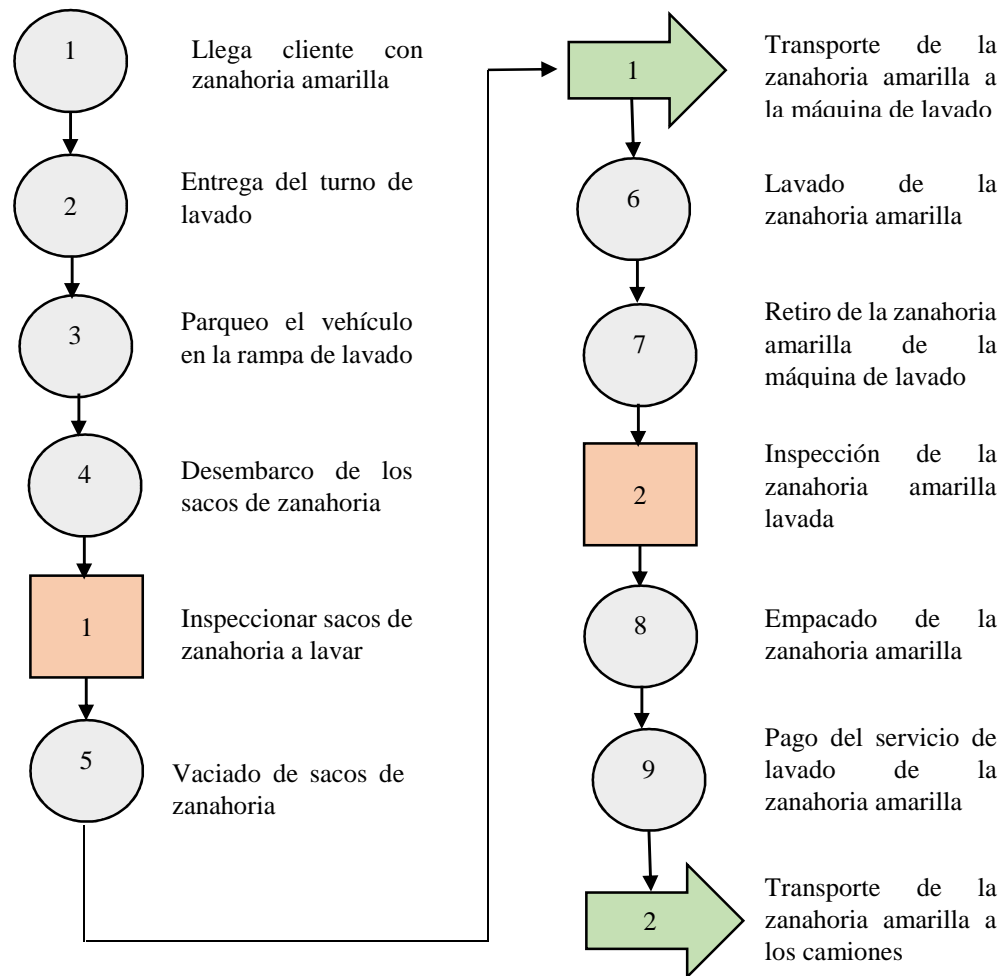 1
Llega cliente con
zanahoria amarilla
2
Entrega del turno de
lavado
3
Parqueo el vehículo
en la rampa de lavado
4
Desembarco de los
sacos de zanahoria
1
Inspeccionar sacos de
zanahoria a lavar
5
Vaciado de sacos de
zanahoria
1
Transporte de la
zanahoria amarilla a
la máquina de lavado
6
Lavado de la
zanahoria amarilla
7
Retiro de la zanahoria
amarilla de la
máquina de lavado
2
Inspección de la
zanahoria amarilla
lavada
8
Empacado de la
zanahoria amarilla
9
Pago del servicio de
lavado de la
zanahoria amarilla
2
Transporte de la
zanahoria amarilla a
los camiones